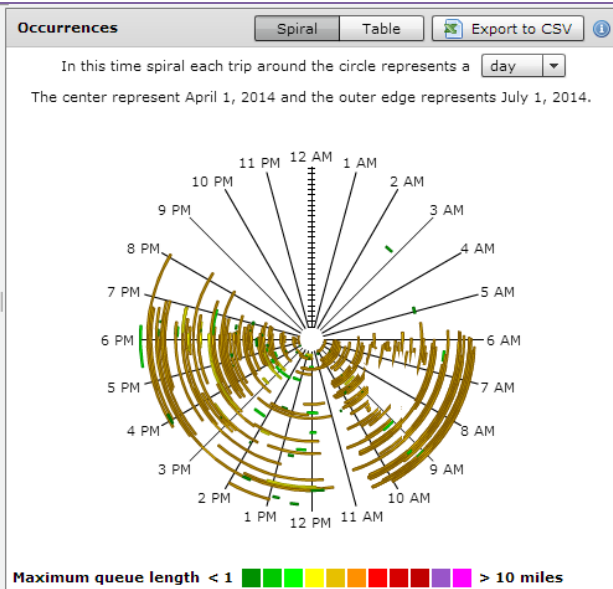 Occurrences
Spiral
Table
Export to CSV
In this time spiral each trip around the circle represents a day
The center represent April 1, 2014 and the outer edge represents July 1, 2014.
12 AM
1 AM
2 AM
3 AM
4 AM
5 AM
6 AM
7 AM
8 AM
9 AM
10 AM
11 AM
12 PM
1 PM
2 PM
3 PM
4 PM
5 PM
6 PM
7 PM
8 PM
9 PM
10 PM
11 PM
Maximum queue length < 1 > 10 miles